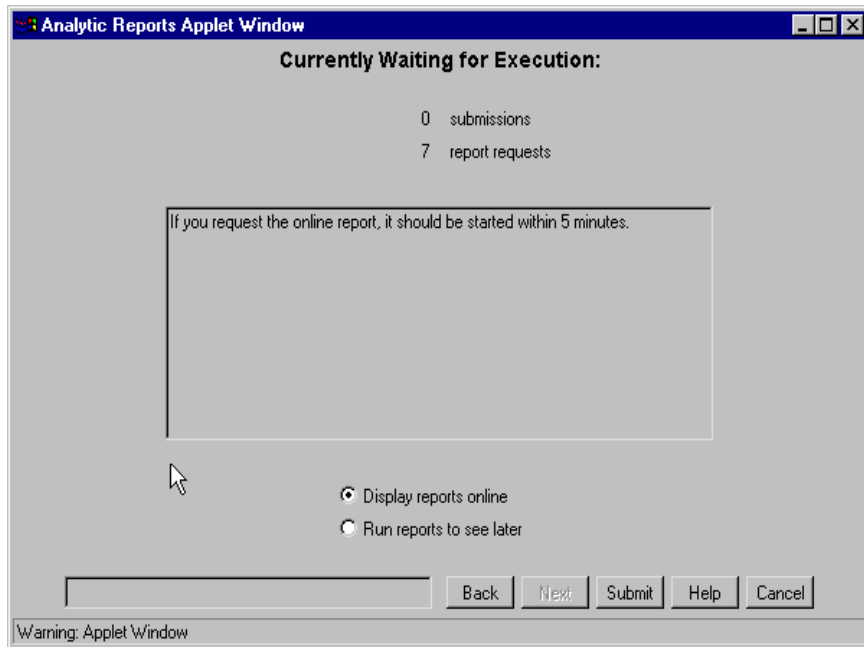 Analytic Reports Applet Window
Currently Waiting for Execution:
0 submissions
7 report requests
If you request the online report, it should be started within 5 minutes.
Display reports online
Run reports to see later
Back Next Submit Help Cancel
Warning: Applet Window